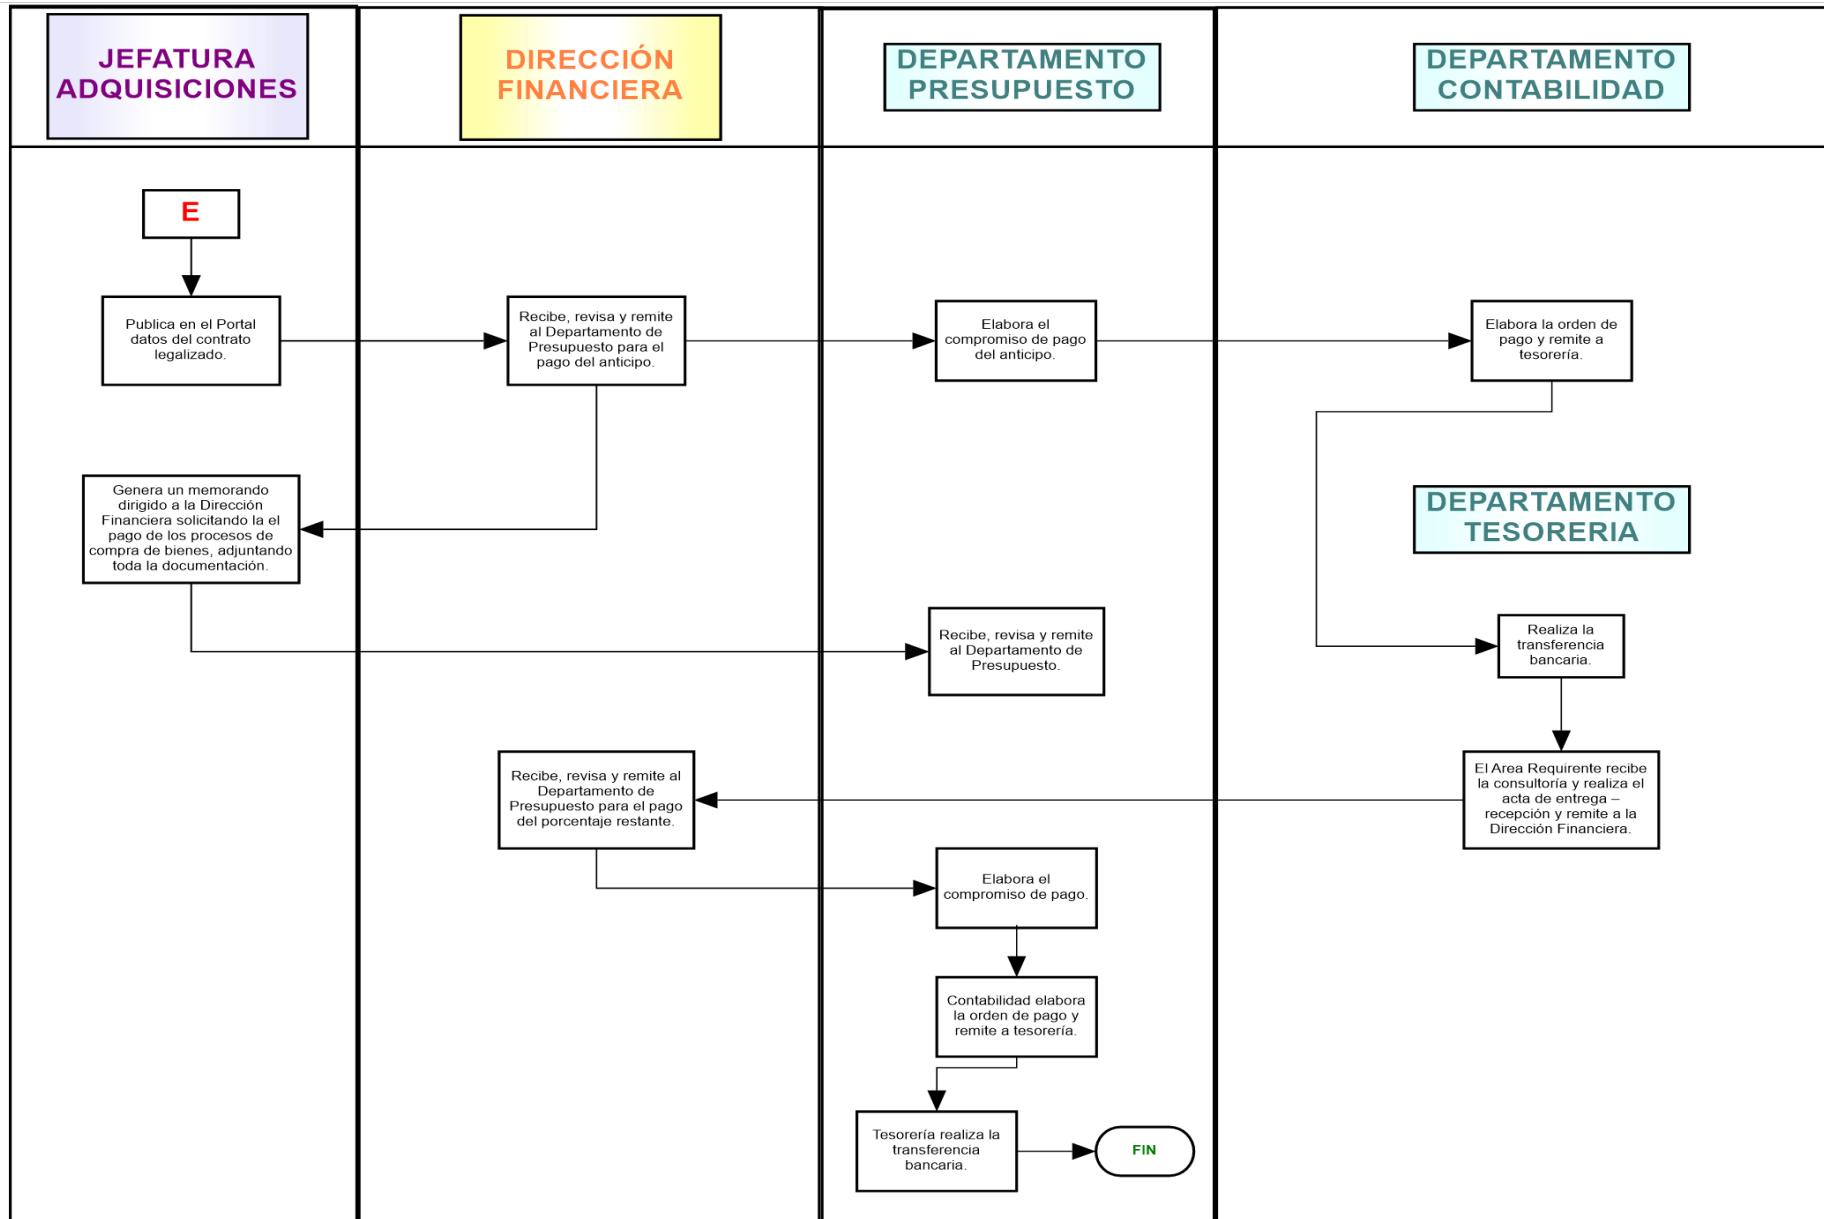 JEFATURA
ADQUISICIONES
DIRECCIÓN
FINANCIERA
DEPARTAMENTO
PRESUPUESTO
DEPARTAMENTO
CONTABILIDAD
E
Publica en el Portal
datos del contrato
legalizado.
Recibe, revisa y remite
al Departamento de
Presupuesto para el
pago del anticipo.
Elabora el
compromiso de pago
del anticipo.
Elabora la orden de
pago y remite a
tesorería.
Genera un memorando
dirigido a la Dirección
Financiera solicitando la el
pago de los procesos de
compra de bienes, adjuntando
toda la documentación.
DEPARTAMENTO
TESORERIA
Recibe, revisa y remite
al Departamento de
Presupuesto.
Realiza la
transferencia
bancaria.
Recibe, revisa y remite al
Departamento de
Presupuesto para el pago
del porcentaje restante.
El Area Requirente recibe
la consultoría y realiza el
acta de entrega –
recepción y remite a la
Dirección Financiera.
Elabora el
compromiso de pago.
Contabilidad elabora
la orden de pago y
remite a tesorería.
Tesorería realiza la
transferencia
bancaria.
FIN